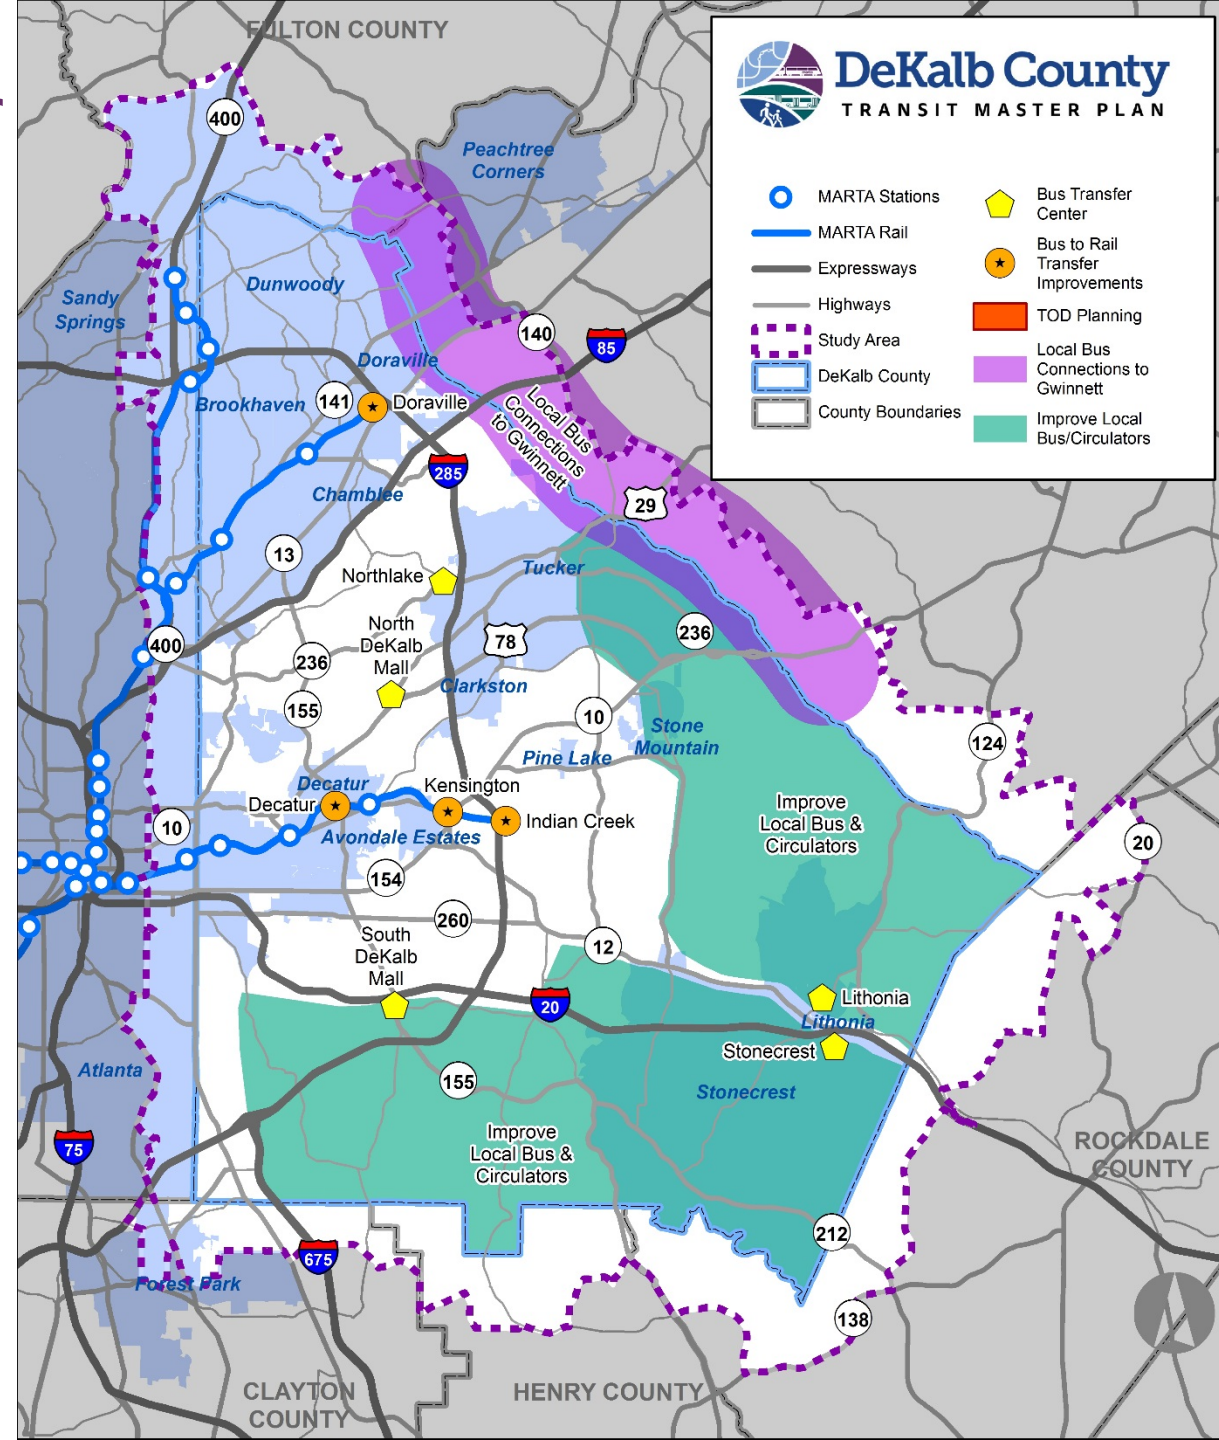 FULTON COUNTY
DeKalb County
TRANSIT MASTER PLAN
MARTA Stations
MARTA Rail
Expressways
Highways
Study Area
DeKalb County
County Boundaries
Bus Transfer
Center
Bus to Rail
Transfer
Improvements
TOD Planning
Local Bus
Connections to
Gwinnett
Improve Local
Bus/Circulators
400
Peachtree
Corners
Sandy
Springs
Dunwoody
140
85
Doraville
Brookhaven
141
Doraville
Local Bus
Connections
to Gwinnett
285
Chamblee
29
13
Northlake
Tucker
North
DeKalb
Mall
400
236
78
236
Clarkston
155
10
Stone
Mountain
124
Pine Lake
Decatur
Kensington
Decatur
Indian Creek
10
Avondale Estates
Improve
Local Bus &
Circulators
20
154
260
South
DeKalb
Mall
12
20
Lithonia
Lithonia
Stonecrest
Atlanta
155
Stonecrest
75
Improve
Local Bus &
Circulators
ROCKDALE
COUNTY
212
675
Forest Park
138
CLAYTON
COUNTY
HENRY COUNTY